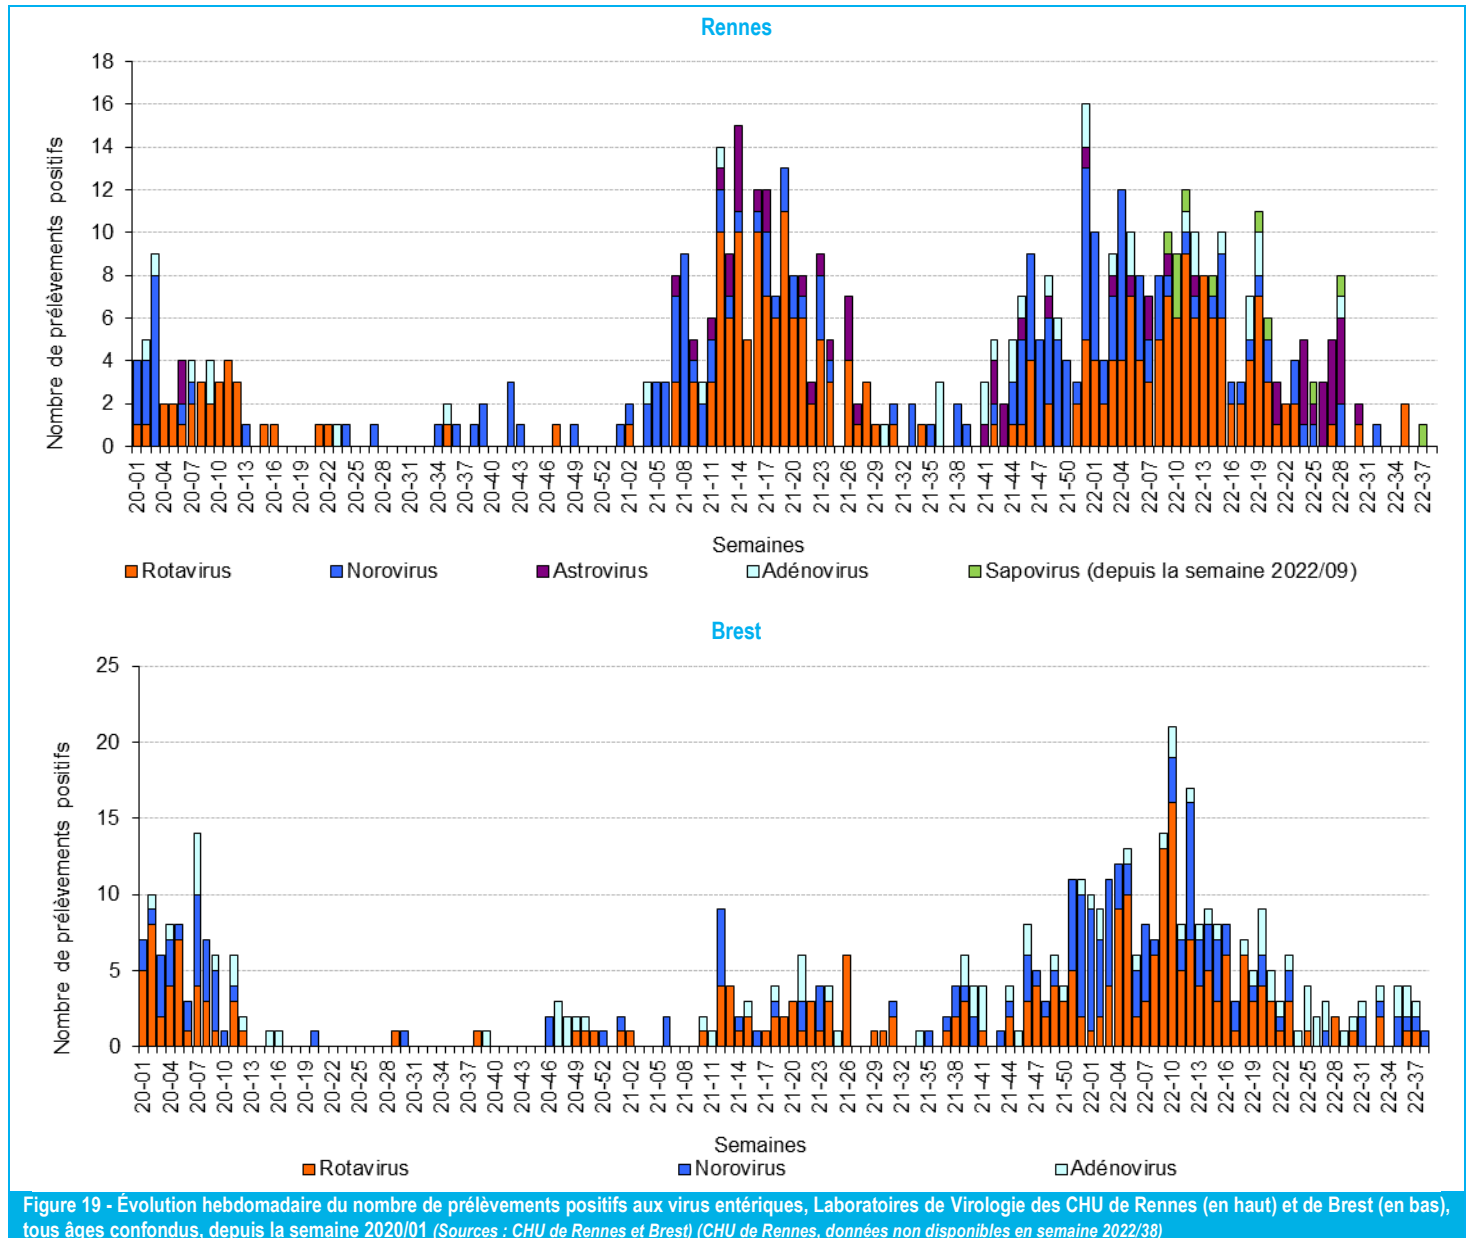 Rennes
18
16
14
12
10
8
6
4
2
0
Nombre de prélèvements positifs
20-01 20-04 20-07 20-10 20-13 20-16 20-19 20-22 20-25 20-28 20-31 20-34 20-37 20-40 20-43 20-46 20-49 20-52 21-02 21-05 21-08 21-11 21-14 21-17 21-20 21-23 21-26 21-29 21-32 21-35 21-38 21-41 21-44 21-47 21-50 22-01 22-04 22-07 22-10 22-13 22-16 22-19 22-22 22-25 22-28 22-31 22-34 22-37
Semaines
Rotavirus Norovirus Astrovirus Adénovirus Sapovirus (depuis la semaine 2022/09)
Brest
25
20
15
10
5
0
Nombre de prélèvements positifs
20-01 20-04 20-07 20-10 20-13 20-16 20-19 20-22 20-25 20-28 20-31 20-34 20-37 20-40 20-43 20-46 20-49 20-52 21-02 21-05 21-08 21-11 21-14 21-17 21-20 21-23 21-26 21-29 21-32 21-35 21-38 21-41 21-44 21-47 21-50 22-01 22-04 22-07 22-10 22-13 22-16 22-19 22-22 22-25 22-28 22-31 22-34 22-37
Semaines
Rotavirus Norovirus Adénovirus
Figure 19 - Évolution hebdomadaire du nombre de prélèvements positifs aux virus entériques, Laboratoires de Virologie des CHU de Rennes (en haut) et de Brest (en bas),
tous âges confondus, depuis la semaine 2020/01 (Sources : CHU de Rennes et Brest) (CHU de Rennes, données non disponibles en semaine 2022/38)